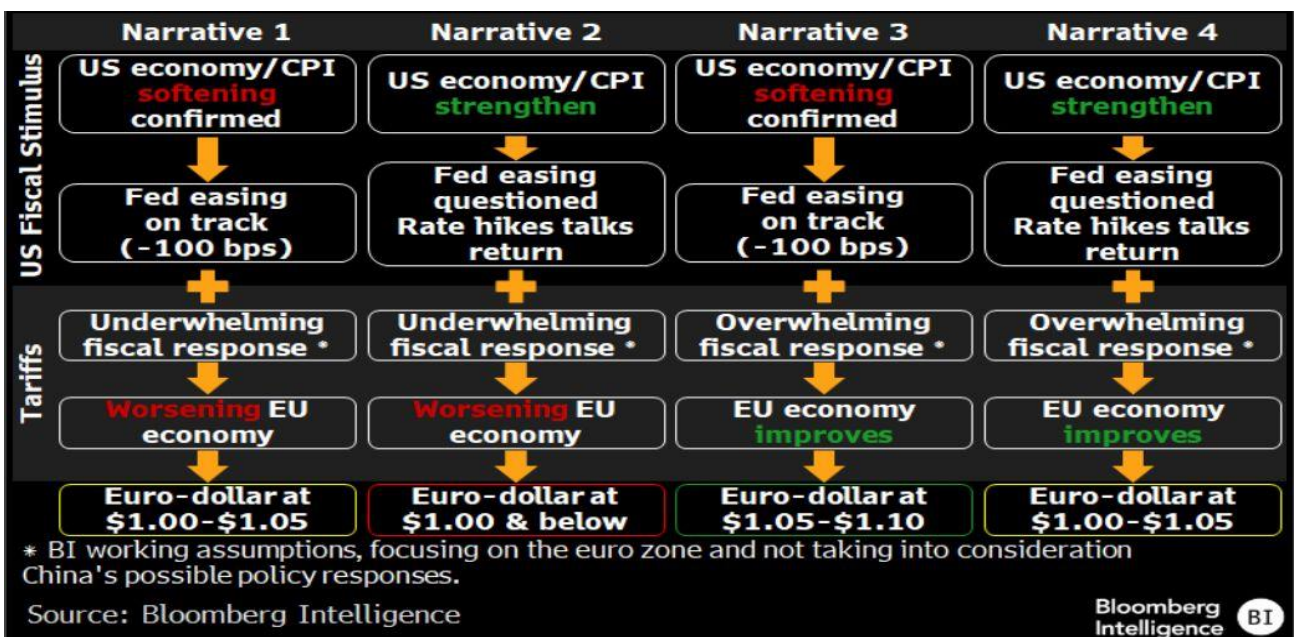 Narrative 1
Narrative 2
Narrative 3
Narrative 4
US Fiscal Stimulus
US economy/CPI
softening
confirmed
US economy/CPI
strengthen
US economy/CPI
softening
confirmed
US economy/CPI
strengthen
Fed easing
on track
(-100 bps)
Fed easing
questioned
Rate hikes talks
return
Fed easing
on track
(-100 bps)
Fed easing
questioned
Rate hikes talks
return
Tariffs
Underwhelming
fiscal response *
Underwhelming
fiscal response *
Overwhelming
fiscal response *
Overwhelming
fiscal response *
Worsening EU
economy
Worsening EU
economy
EU economy
improves
EU economy
improves
Euro-dollar at
$1.00-$1.05
Euro-dollar at
$1.00 & below
Euro-dollar at
$1.05-$1.10
Euro-dollar at
$1.00-$1.05
* BI working assumptions, focusing on the euro zone and not taking into consideration
China's possible policy responses.
Source: Bloomberg Intelligence
Bloomberg
Intelligence
BI